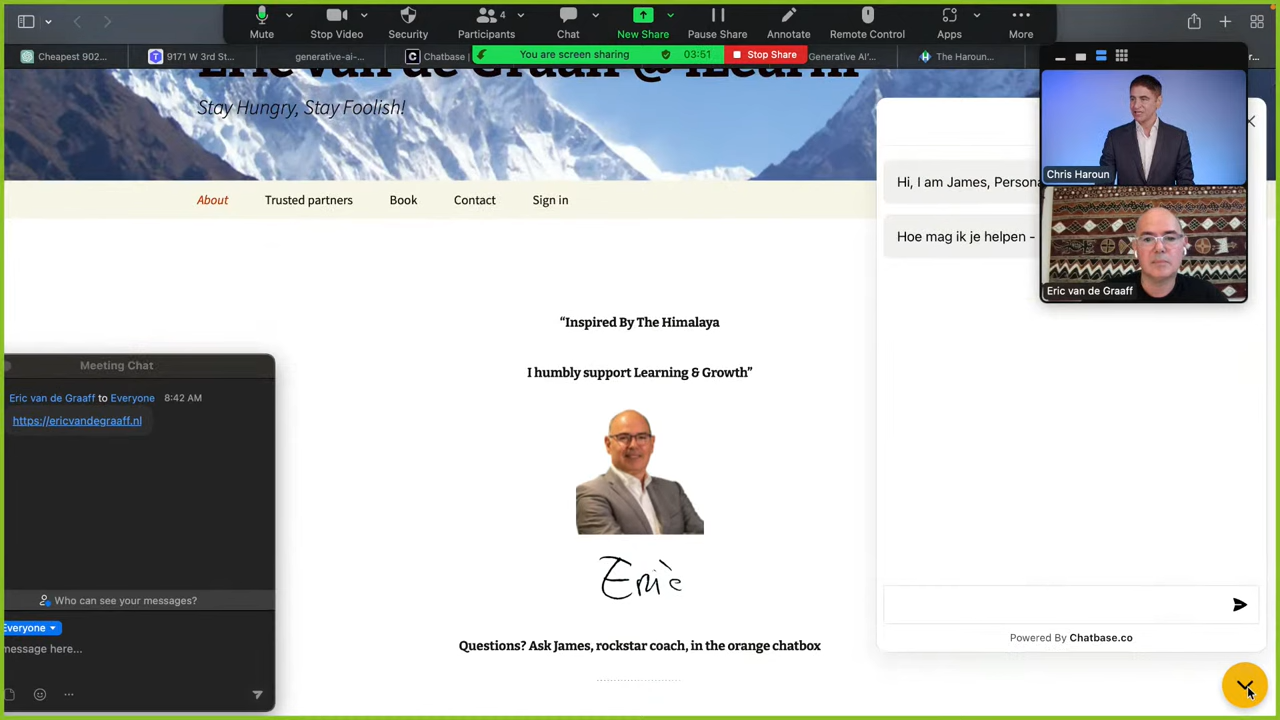 Mute
Stop Video
Security
Participants
4
Chat
New Share
Pause Share
Annotate
Remote Control
Apps
More
Cheapest 902...
9171 W 3rd St...
generative-ai-...
Chatbase |
You are screen sharing
03:51
Stop Share
Generative AI'...
The Haroun...
Eric van de Graaff @ iLearn
Stay Hungry, Stay Foolish!
About
Trusted partners
Book
Contact
Sign in
Hi, I am James, Persona
Hoe mag ik je helpen -
Chris Haroun
Eric van de Graaff
“Inspired By The Himalaya
I humbly support Learning & Growth”
Eric
Questions? Ask James, rockstar coach, in the orange chatbox
Meeting Chat
Eric van de Graaff to Everyone 8:42 AM
https://ericvandegraaff.nl
Who can see your messages?
Everyone
message here...
Powered By Chatbase.co